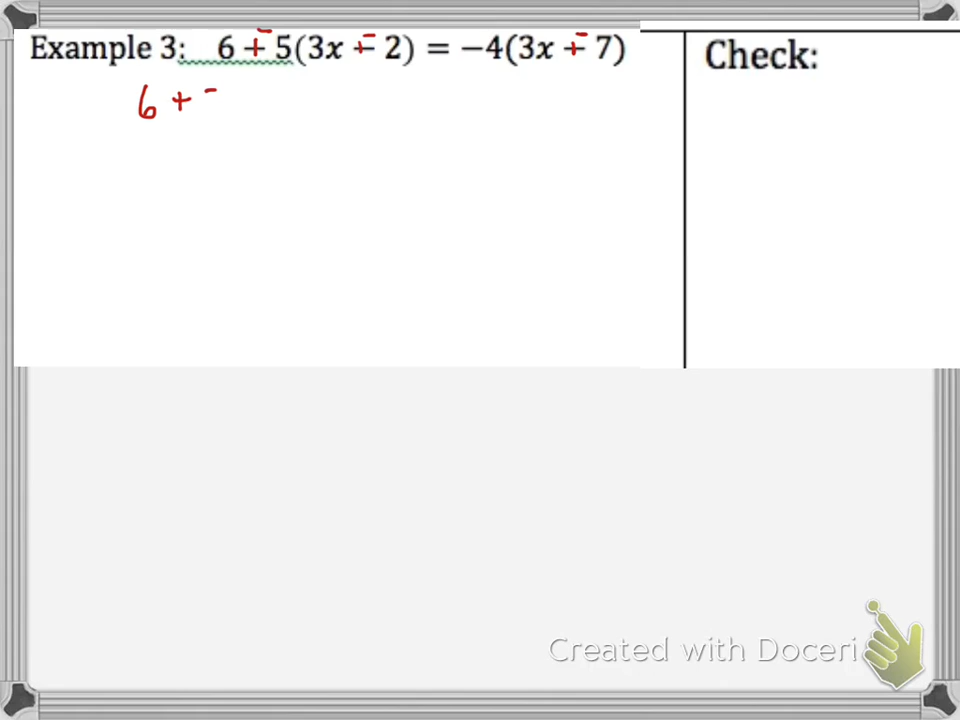 Example 3: 6 + ⁻5(3x + ⁻2) = −4(3x + ⁻7)
Check:
6 + ⁻
Created with Doceri